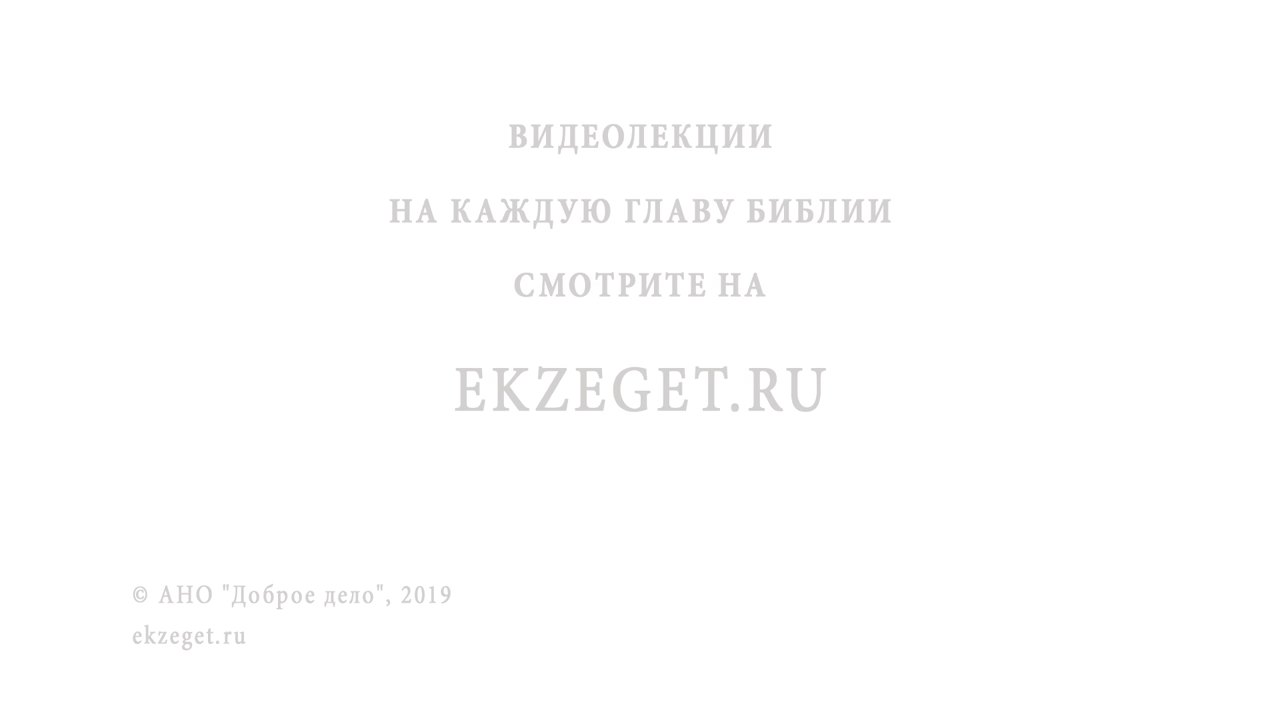 ВИДЕОЛЕКЦИИ
НА КАЖДУЮ ГЛАВУ БИБЛИИ
СМОТРИТЕ НА
EKZEGET.RU
© АНО "Доброе дело", 2019
ekzeget.ru